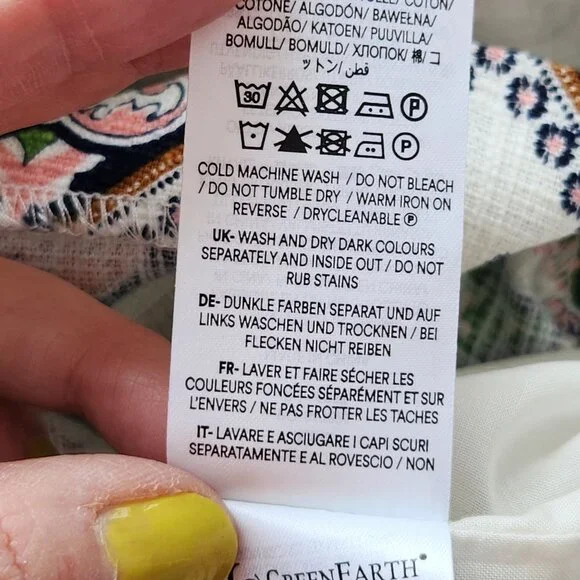 COTONE/ ALGODÓN/ BAWEŁNA/
ALGODÃO/ KATOEN/ PUUVILLA/
BOMULL/ BOMULD/ ХЛОПОК/ 棉/コ
ットン/ قطن
30 P
P
COLD MACHINE WASH / DO NOT BLEACH
/ DO NOT TUMBLE DRY / WARM IRON ON
REVERSE / DRYCLEANABLE Ⓟ
UK- WASH AND DRY DARK COLOURS
SEPARATELY AND INSIDE OUT / DO NOT
RUB STAINS
DE- DUNKLE FARBEN SEPARAT UND AUF
LINKS WASCHEN UND TROCKNEN / BEI
FLECKEN NICHT REIBEN
FR- LAVER ET FAIRE SÉCHER LES
COULEURS FONCÉES SÉPARÉMENT ET SUR
L'ENVERS / NE PAS FROTTER LES TACHES
IT- LAVARE E ASCIUGARE I CAPI SCURI
SEPARATAMENTE E AL ROVESCIO / NON
GREENEARTH